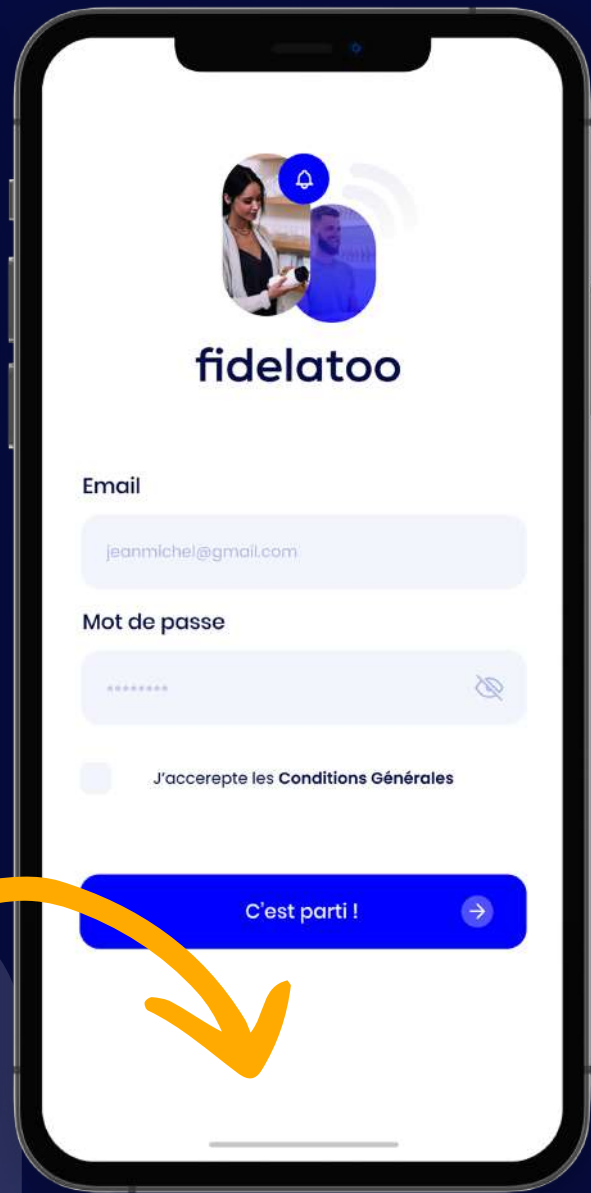 fidelatoo
Email
jeanmichel@gmail.com
Mot de passe
********
J'accerepte les Conditions Générales
C'est parti !